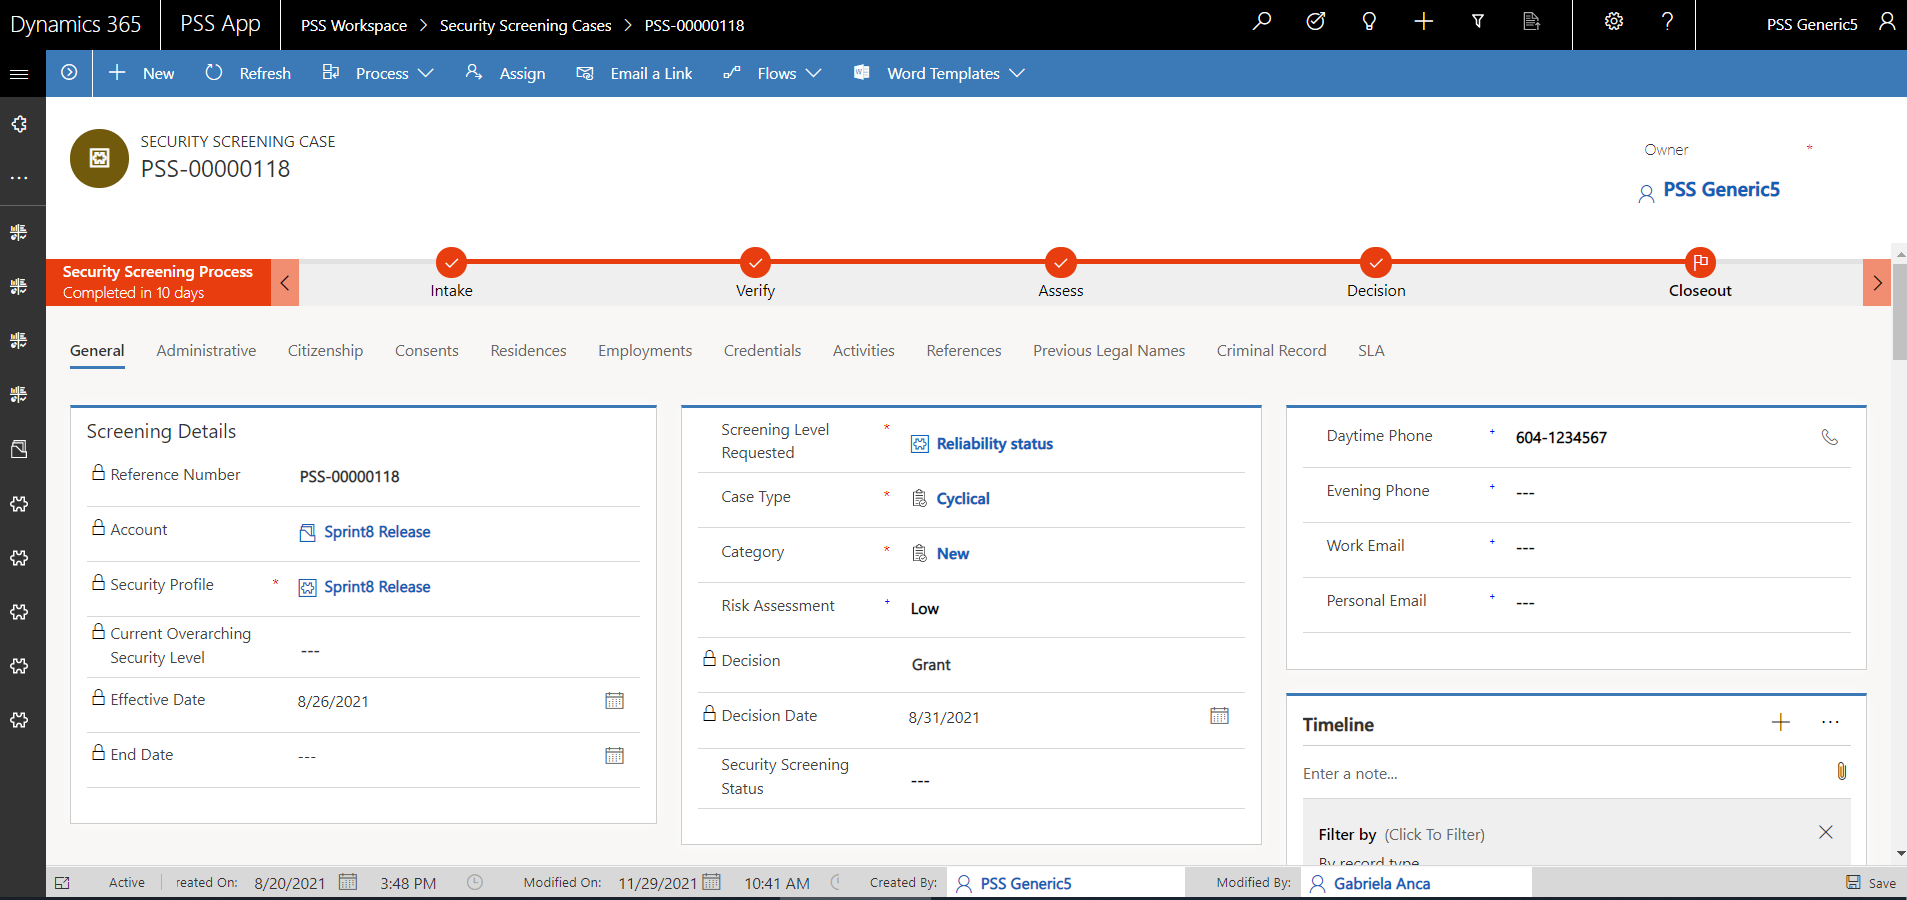 Dynamics 365
PSS App
PSS Workspace > Security Screening Cases > PSS-00000118
PSS Generic5
New
Refresh
Process
Assign
Email a Link
Flows
Word Templates
SECURITY SCREENING CASE
PSS-00000118
Owner *
PSS Generic5
Security Screening Process
Completed in 10 days
Intake
Verify
Assess
Decision
Closeout
General
Administrative
Citizenship
Consents
Residences
Employments
Credentials
Activities
References
Previous Legal Names
Criminal Record
SLA
Screening Details
Reference Number PSS-00000118
Account Sprint8 Release
Security Profile * Sprint8 Release
Current Overarching
Security Level ---
Effective Date 8/26/2021
End Date ---
Screening Level
Requested * Reliability status
Case Type * Cyclical
Category * New
Risk Assessment + Low
Decision Grant
Decision Date 8/31/2021
Security Screening
Status ---
Daytime Phone + 604-1234567
Evening Phone + ---
Work Email + ---
Personal Email + ---
Timeline
Enter a note...
Filter by (Click To Filter)
By record type
Active
reated On: 8/20/2021 3:48 PM
Modified On: 11/29/2021 10:41 AM
Created By: PSS Generic5
Modified By: Gabriela Anca
Save